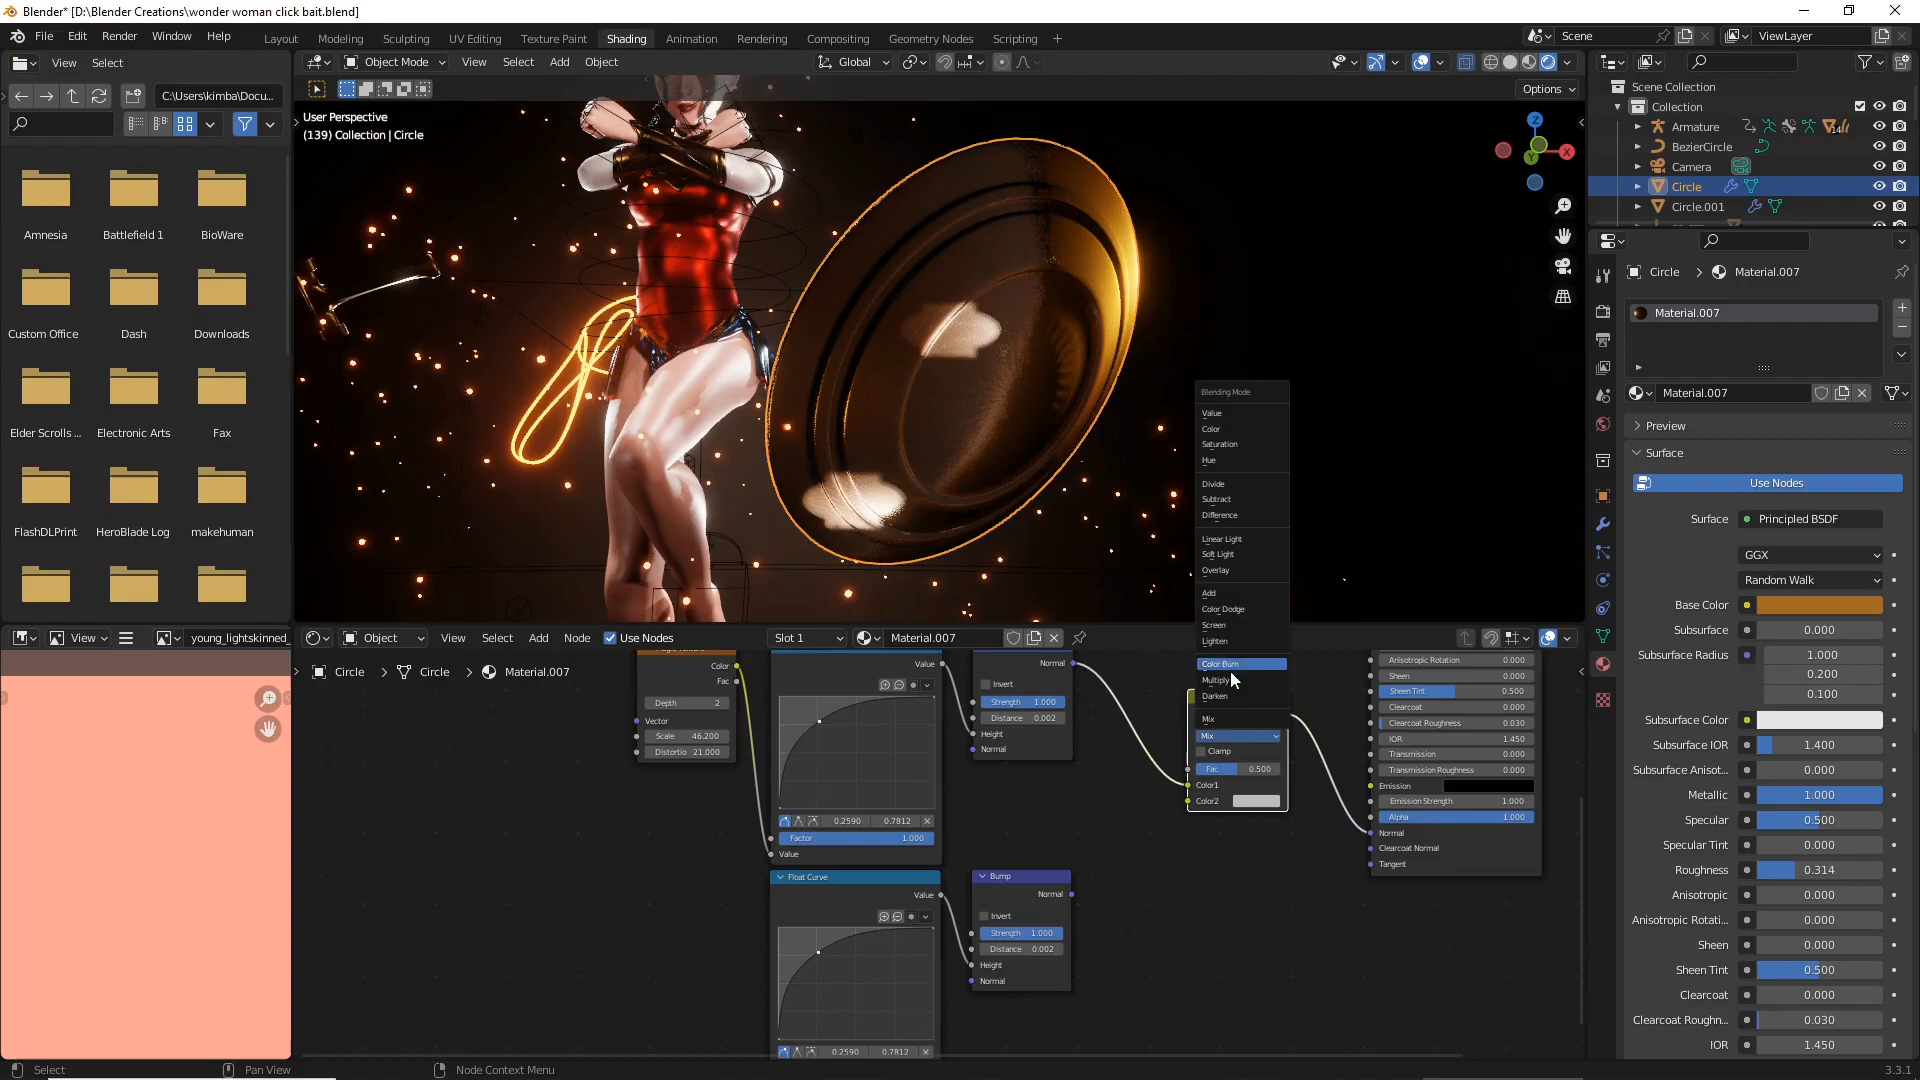 Blender* [D:\Blender Creations\wonder woman click bait.blend]
File Edit Render Window Help Layout Modeling Sculpting UV Editing Texture Paint Shading Animation Rendering Compositing Geometry Nodes Scripting + Scene ViewLayer
View Select Object Mode View Select Add Object Global
C:\Users\kimba\Docu... Options
User Perspective
(139) Collection | Circle
Scene Collection
Collection
Armature 14
BezierCircle
Camera
Circle
Circle.001
Z
X
Y
Amnesia Battlefield 1 BioWare
Custom Office Dash Downloads
Elder Scrolls ... Electronic Arts Fax
FlashDLPrint HeroBlade Log makehuman
Circle > Material.007
Material.007
Material.007
Preview
Surface
Use Nodes
Surface Principled BSDF
GGX
Random Walk
Base Color
Subsurface 0.000
Subsurface Radius 1.000
0.200
0.100
Subsurface Color
Subsurface IOR 1.400
Subsurface Anisot... 0.000
Metallic 1.000
Specular 0.500
Specular Tint 0.000
Roughness 0.314
Anisotropic 0.000
Anisotropic Rotati... 0.000
Sheen 0.000
Sheen Tint 0.500
Clearcoat 0.000
Clearcoat Roughn... 0.030
IOR 1.450
Blending Mode
Value
Color
Saturation
Hue
Divide
Subtract
Difference
Linear Light
Soft Light
Overlay
Add
Color Dodge
Screen
Lighten
Color Burn
Multiply
Darken
Mix
Mix
Clamp
Fac 0.500
Color1
Color2
View young_lightskinned_
Object View Select Add Node Use Nodes Slot 1 Material.007
Circle > Circle > Material.007
Color
Fac
Depth 2
Vector
Scale 46.200
Distortio 21.000
Value
0.2590 0.7812
Factor 1.000
Value
Normal
Invert
Strength 1.000
Distance 0.002
Height
Normal
Float Curve
Value
0.2590 0.7812
Bump
Normal
Invert
Strength 1.000
Distance 0.002
Height
Normal
Anisotropic Rotation 0.000
Sheen 0.000
Sheen Tint 0.500
Clearcoat 0.000
Clearcoat Roughness 0.030
IOR 1.450
Transmission 0.000
Transmission Roughness 0.000
Emission
Emission Strength 1.000
Alpha 1.000
Normal
Clearcoat Normal
Tangent
Select Pan View Node Context Menu 3.3.1